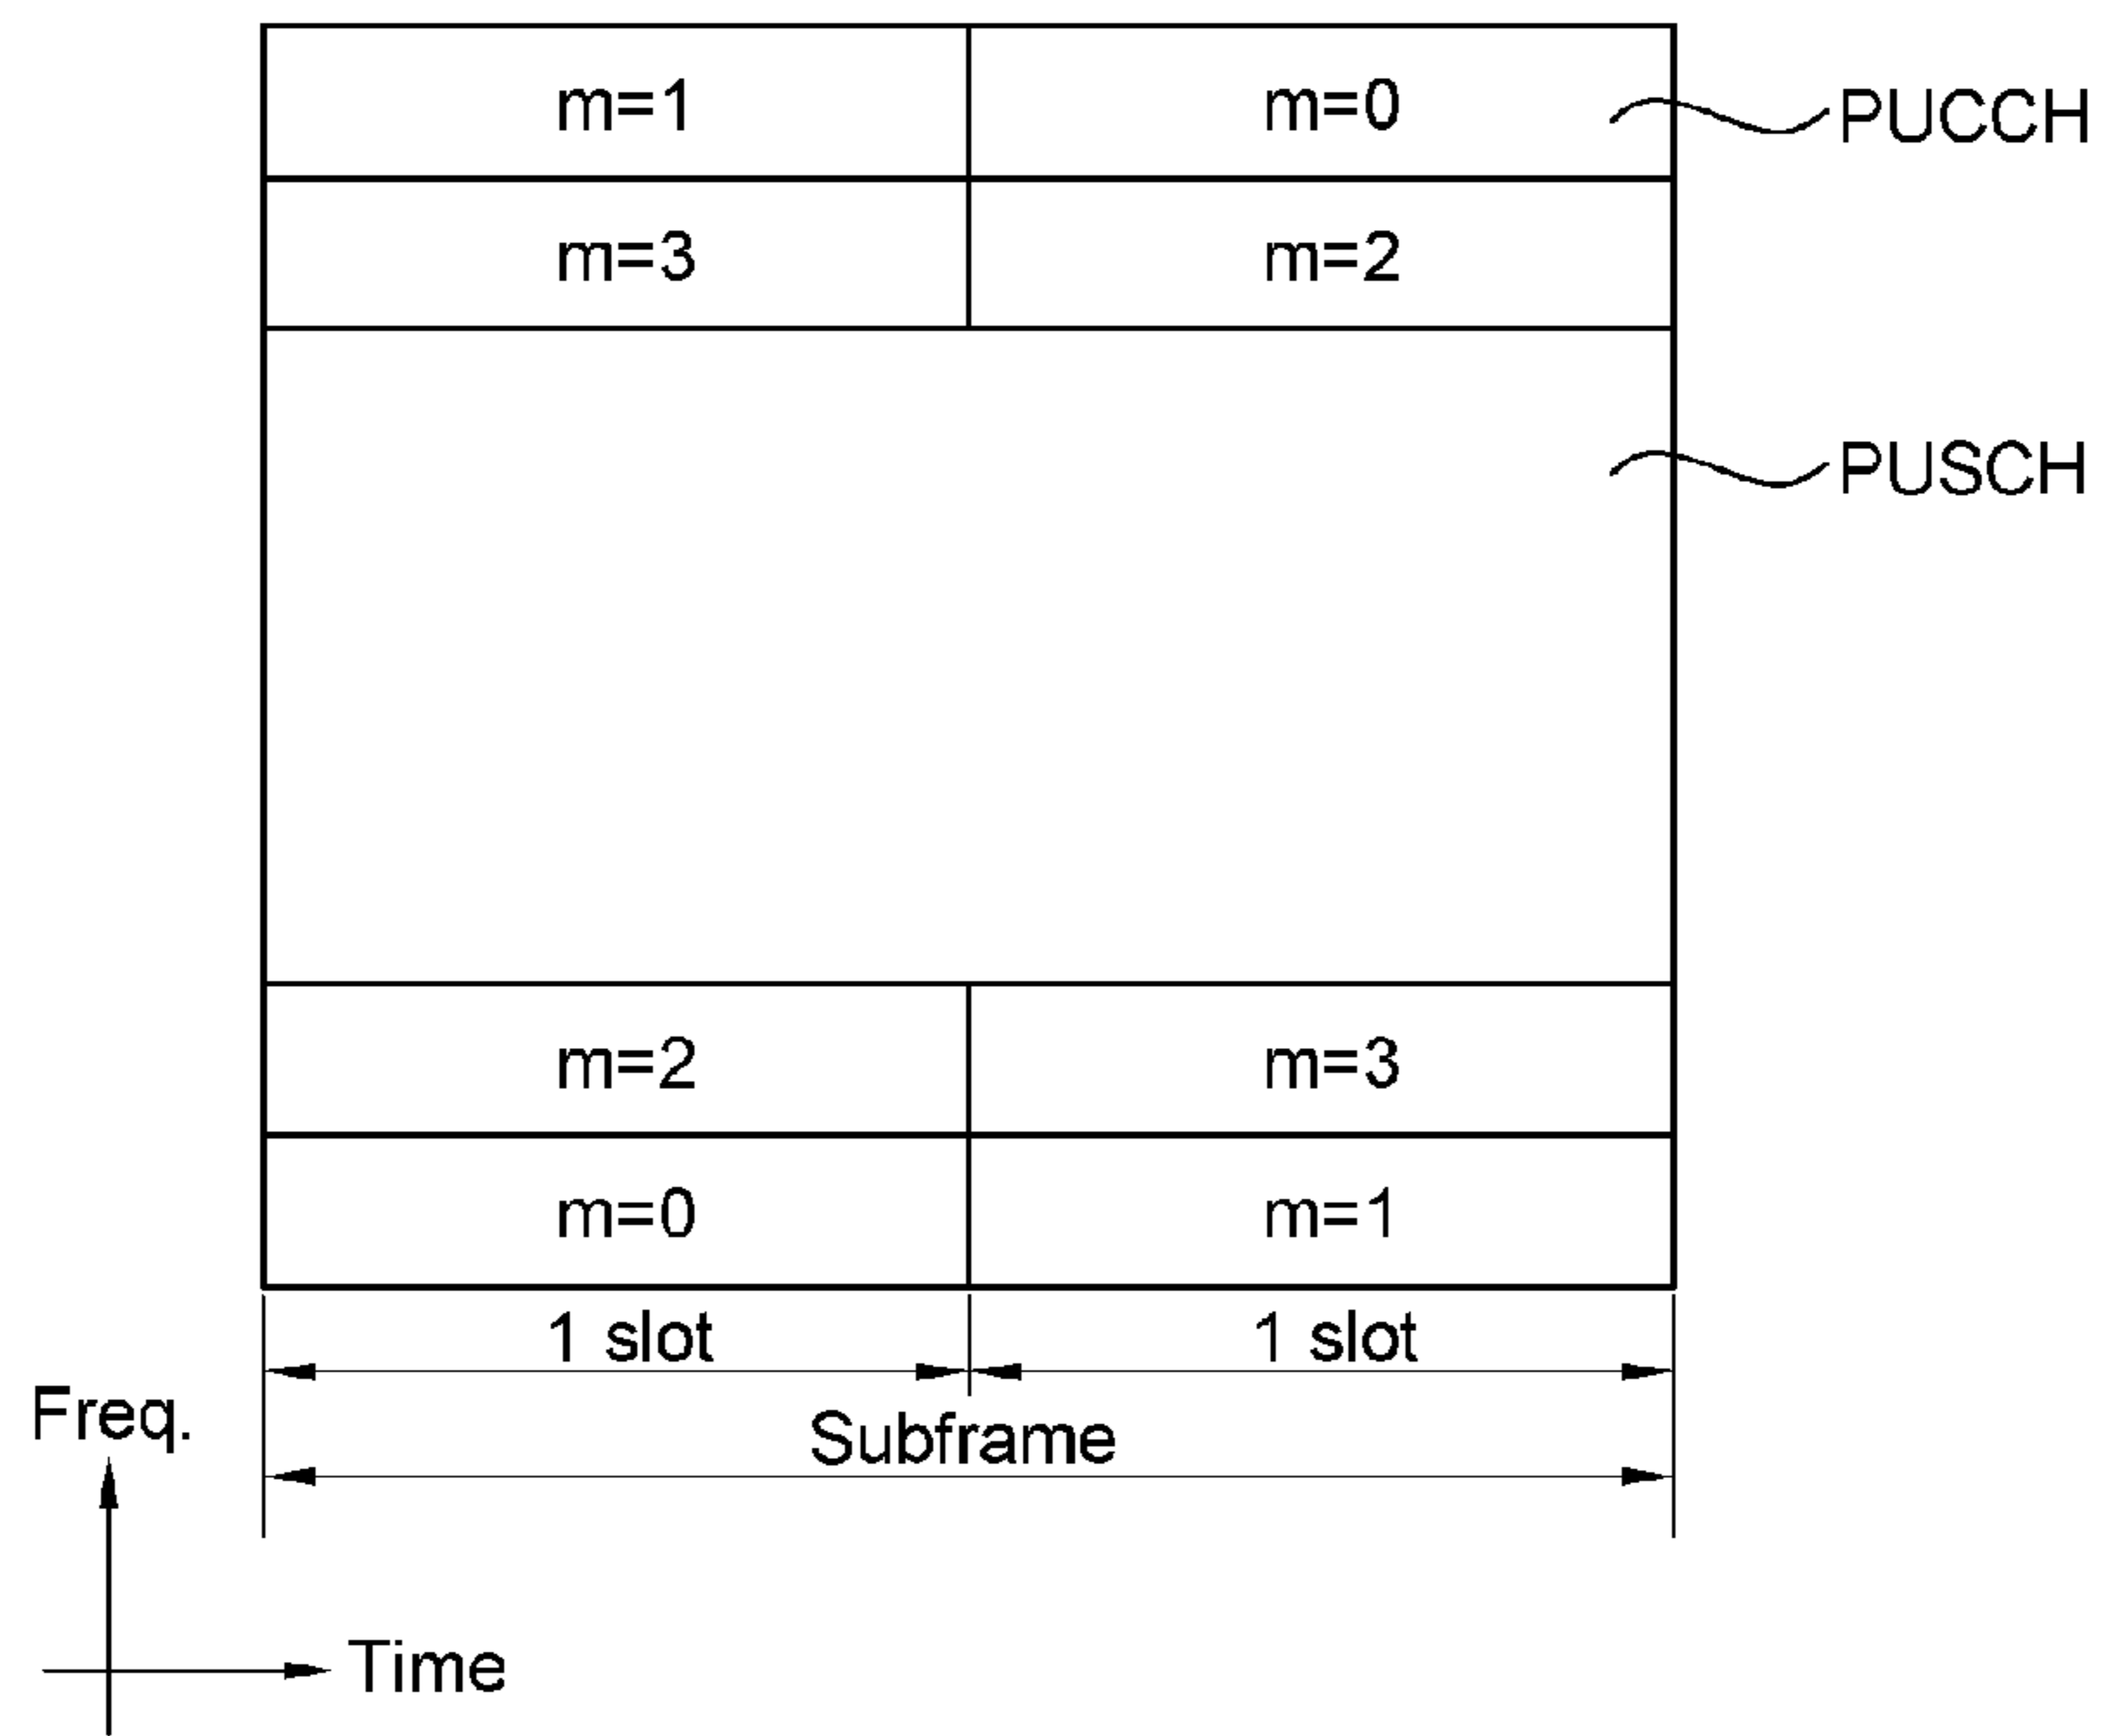 m=1 m=0 PUCCH
m=3 m=2
PUSCH
m=2 m=3
m=0 m=1
1 slot 1 slot
Subframe
Freq.
Time